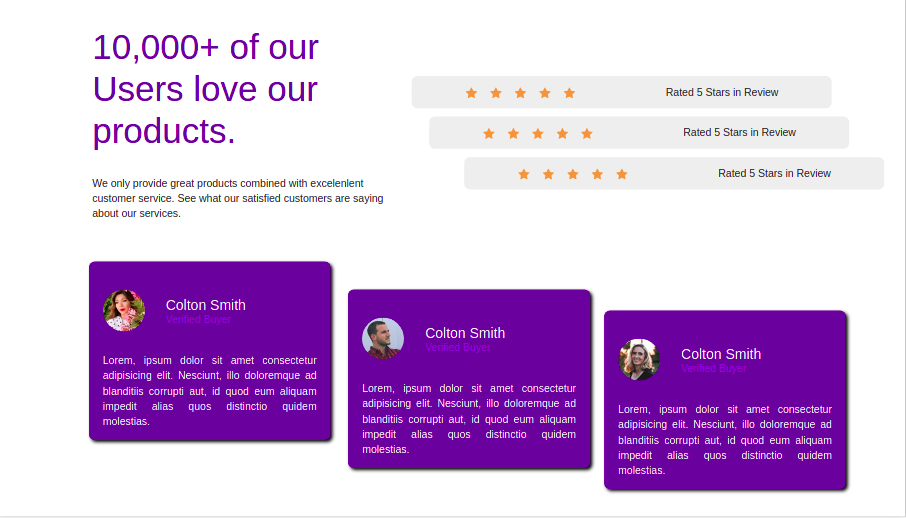 10,000+ of our
Users love our
products.
We only provide great products combined with excelenlent
customer service. See what our satisfied customers are saying
about our services.
Rated 5 Stars in Review
Rated 5 Stars in Review
Rated 5 Stars in Review
Colton Smith
Verified Buyer
Lorem, ipsum dolor sit amet consectetur
adipisicing elit. Nesciunt, illo doloremque ad
blanditiis corrupti aut, id quod eum aliquam
impedit alias quos distinctio quidem
molestias.
Colton Smith
Verified Buyer
Lorem, ipsum dolor sit amet consectetur
adipisicing elit. Nesciunt, illo doloremque ad
blanditiis corrupti aut, id quod eum aliquam
impedit alias quos distinctio quidem
molestias.
Colton Smith
Verified Buyer
Lorem, ipsum dolor sit amet consectetur
adipisicing elit. Nesciunt, illo doloremque ad
blanditiis corrupti aut, id quod eum aliquam
impedit alias quos distinctio quidem
molestias.